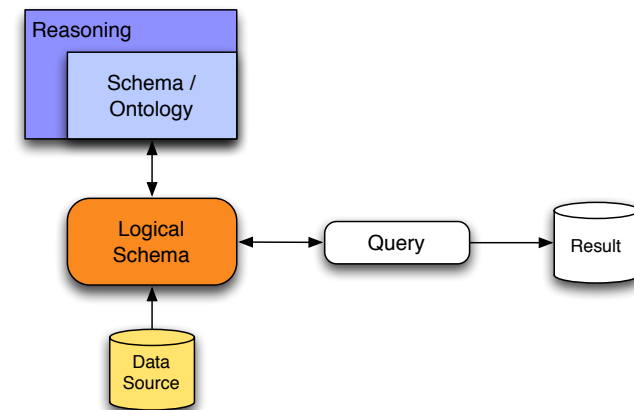 Reasoning
Schema /
Ontology
Logical
Schema
Query
Result
Data
Source